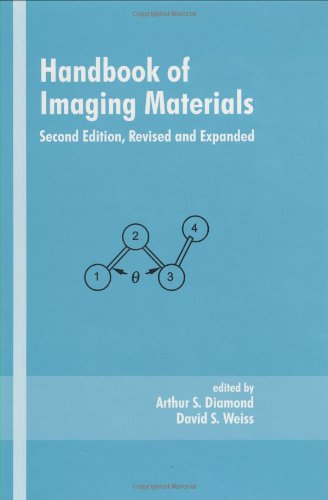 Handbook of
Imaging Materials
Second Edition, Revised and Expanded
4
2
1
θ
3
edited by
Arthur S. Diamond
David S. Weiss